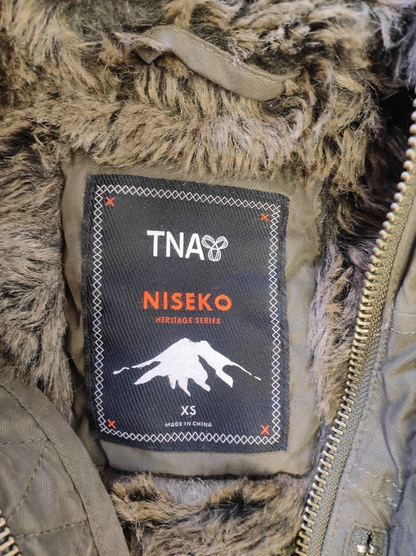 TNA
NISEKO
HERITAGE SERIES
XS
MADE IN CHINA